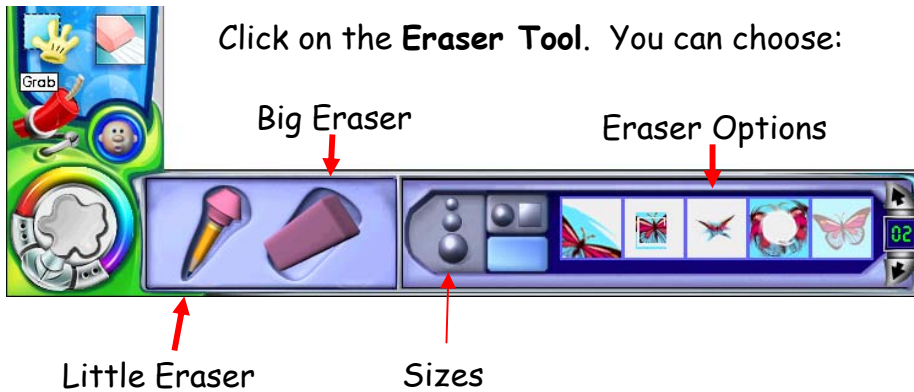 Click on the Eraser Tool. You can choose:
Grab
Big Eraser
Eraser Options
02
Little Eraser
Sizes